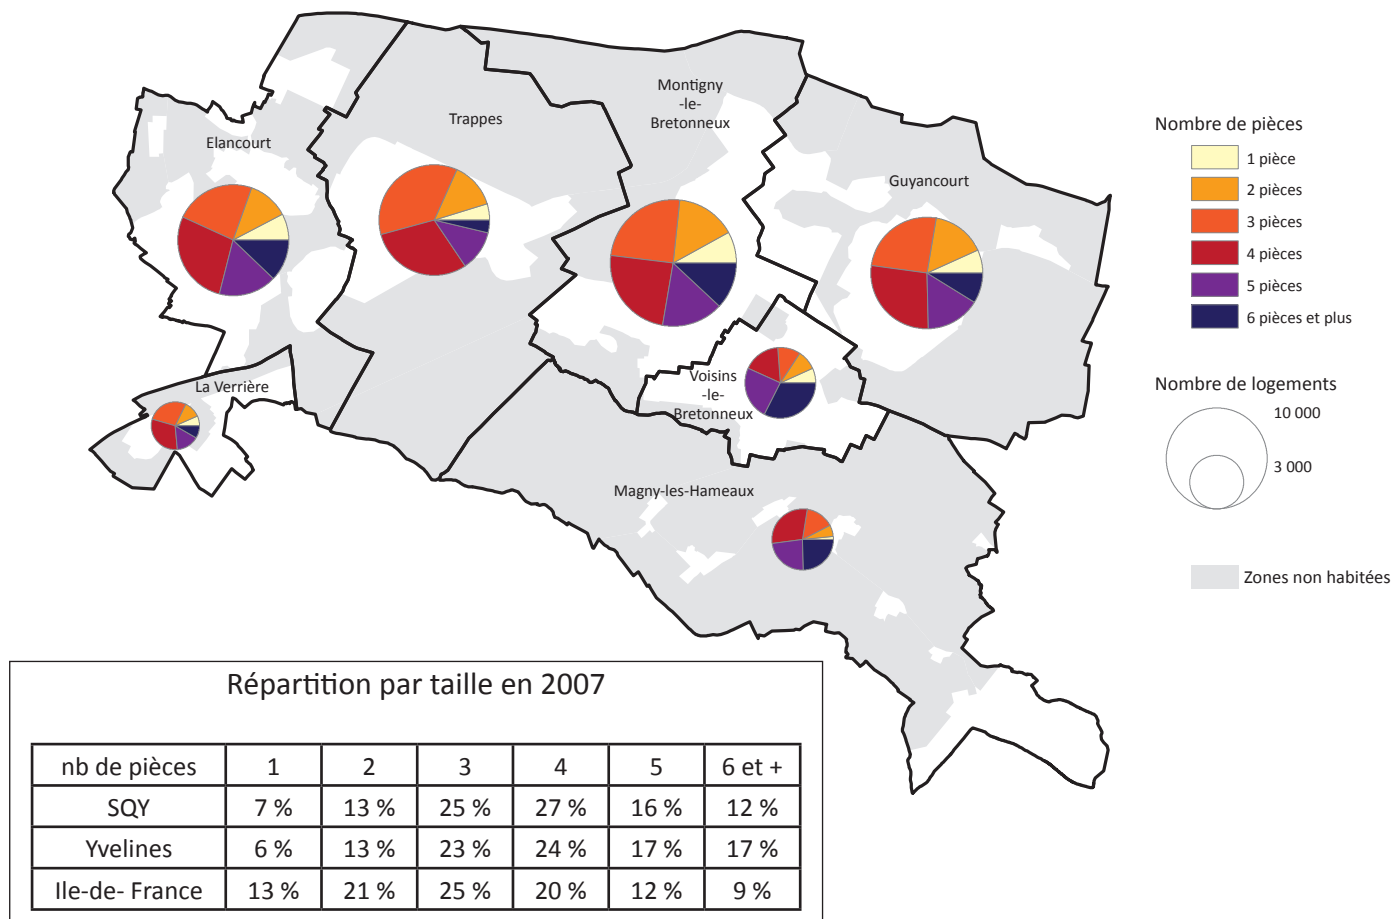 Montigny
-le-
Bretonneux
Trappes
Elancourt
Guyancourt
La Verrière
Voisins
-le-
Bretonneux
Magny-les-Hameaux
Nombre de pièces
1 pièce
2 pièces
3 pièces
4 pièces
5 pièces
6 pièces et plus
Nombre de logements
10 000
3 000
Zones non habitées
Répartition par taille en 2007
nb de pièces 1 2 3 4 5 6 et +
SQY 7 % 13 % 25 % 27 % 16 % 12 %
Yvelines 6 % 13 % 23 % 24 % 17 % 17 %
Ile-de- France 13 % 21 % 25 % 20 % 12 % 9 %